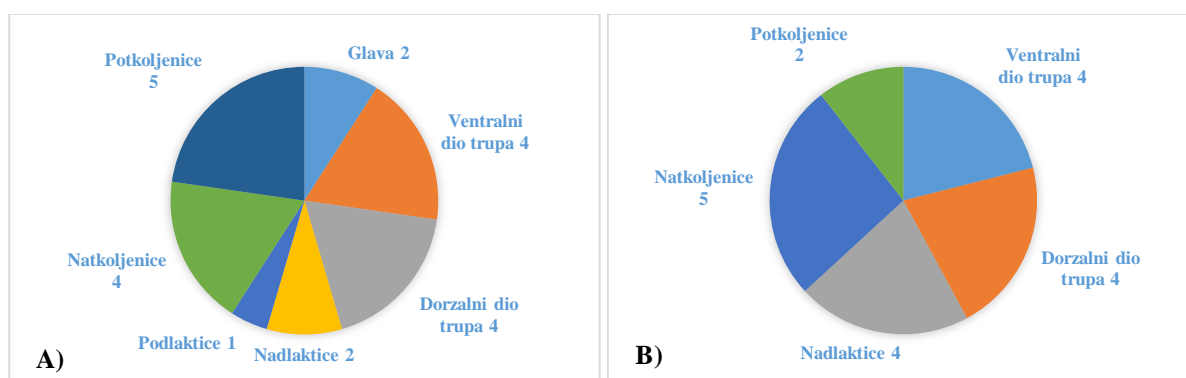 Glava 2
Ventralni
dio trupa 4
Dorzalni dio
trupa 4
Nadlaktice 2
Podlaktice 1
Natkoljenice
4
Potkoljenice
5
A)
Ventralni
dio trupa 4
Dorzalni dio
trupa 4
Nadlaktice 4
Natkoljenice
5
Potkoljenice
2
B)